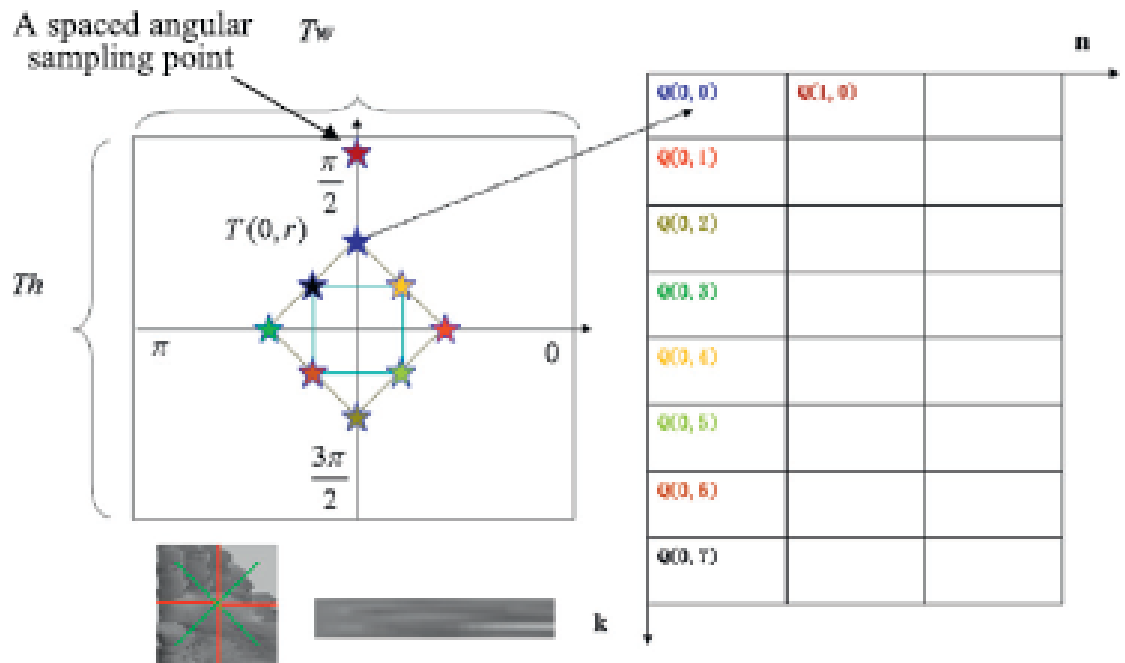 A spaced angular
sampling point
Tw
n
Q(0,0)
Q(1,0)
π/2
Q(0,1)
T(0,r)
Q(0,2)
Th
Q(0,3)
π
0
Q(0,4)
Q(0,5)
3π/2
Q(0,6)
Q(0,7)
k